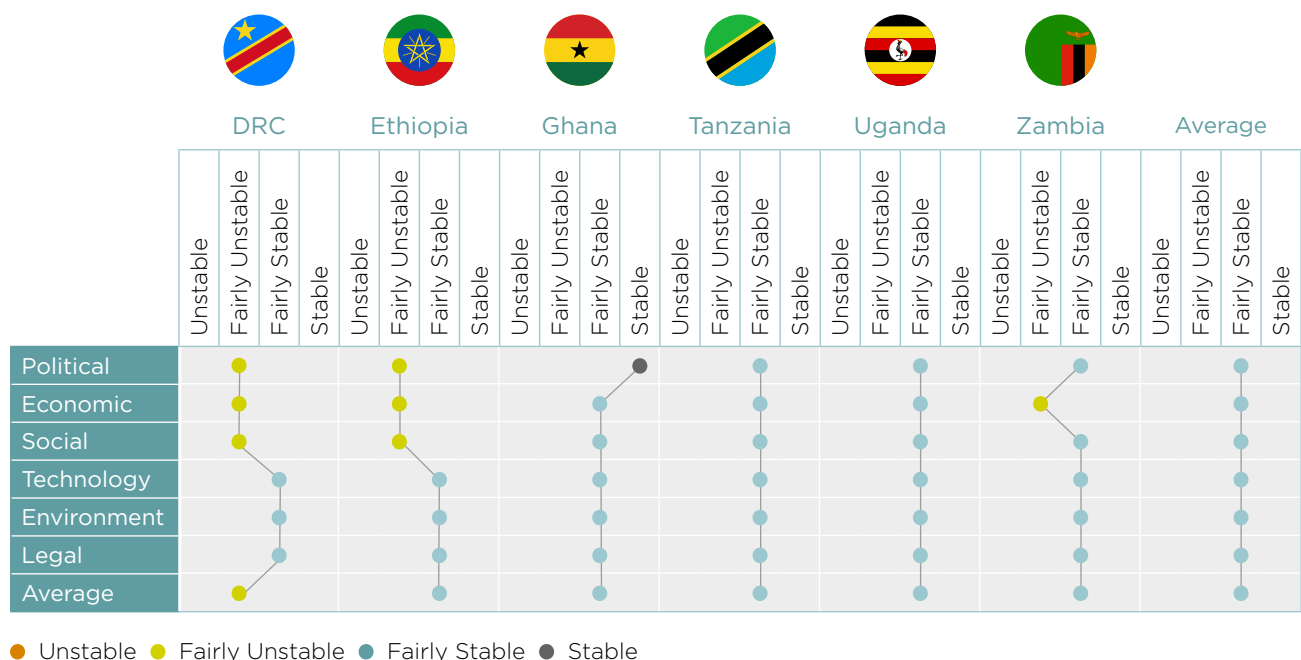 DRC Ethiopia Ghana Tanzania Uganda Zambia Average
Unstable Fairly Unstable Fairly Stable Stable Unstable Fairly Unstable Fairly Stable Stable Unstable Fairly Unstable Fairly Stable Stable Unstable Fairly Unstable Fairly Stable Stable Unstable Fairly Unstable Fairly Stable Stable Unstable Fairly Unstable Fairly Stable Stable Unstable Fairly Unstable Fairly Stable Stable
Political
Economic
Social
Technology
Environment
Legal
Average
Unstable Fairly Unstable Fairly Stable Stable